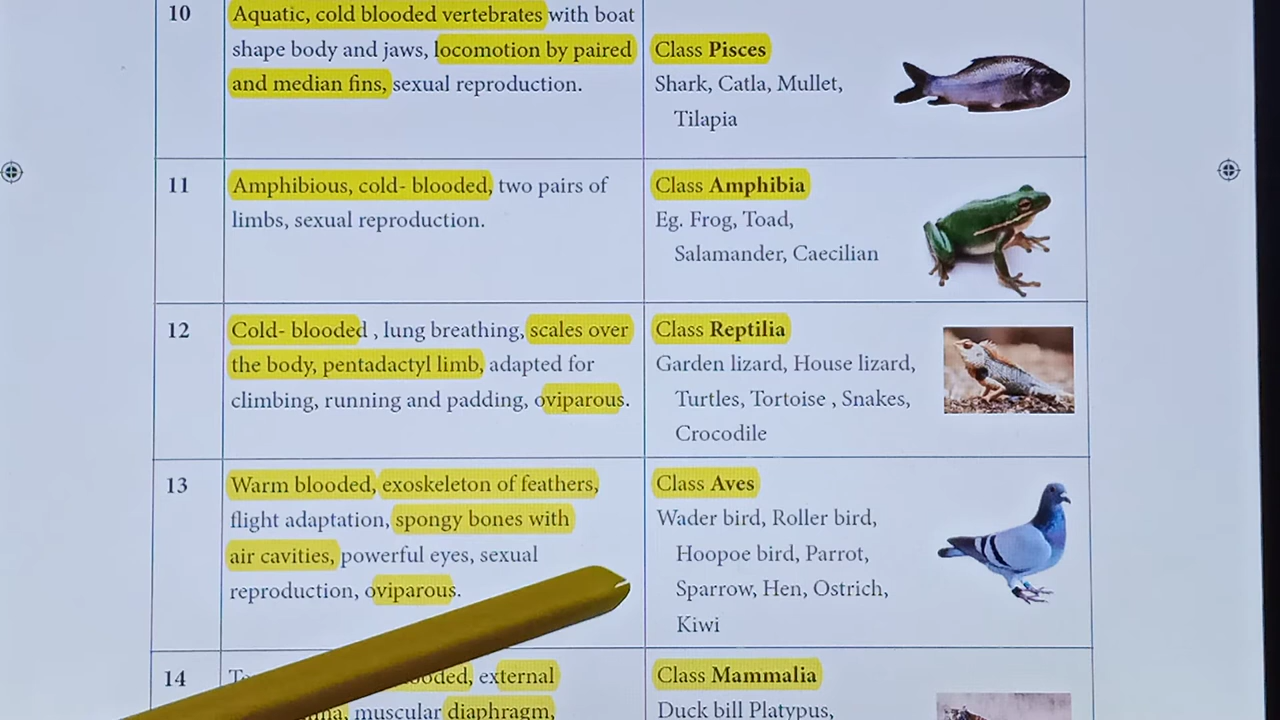 10
Aquatic, cold blooded vertebrates with boat
shape body and jaws, locomotion by paired
and median fins, sexual reproduction.
Class Pisces
Shark, Catla, Mullet,
Tilapia
11
Amphibious, cold- blooded, two pairs of
limbs, sexual reproduction.
Class Amphibia
Eg. Frog, Toad,
Salamander, Caecilian
12
Cold- blooded , lung breathing, scales over
the body, pentadactyl limb, adapted for
climbing, running and padding, oviparous.
Class Reptilia
Garden lizard, House lizard,
Turtles, Tortoise , Snakes,
Crocodile
13
Warm blooded, exoskeleton of feathers,
flight adaptation, spongy bones with
air cavities, powerful eyes, sexual
reproduction, oviparous.
Class Aves
Wader bird, Roller bird,
Hoopoe bird, Parrot,
Sparrow, Hen, Ostrich,
Kiwi
14
external
muscular diaphragm,
Class Mammalia
Duck bill Platypus,